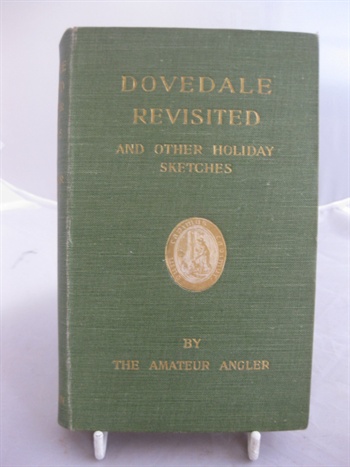 DOVEDALE
REVISITED
AND OTHER HOLIDAY
SKETCHES
BY
THE AMATEUR ANGLER